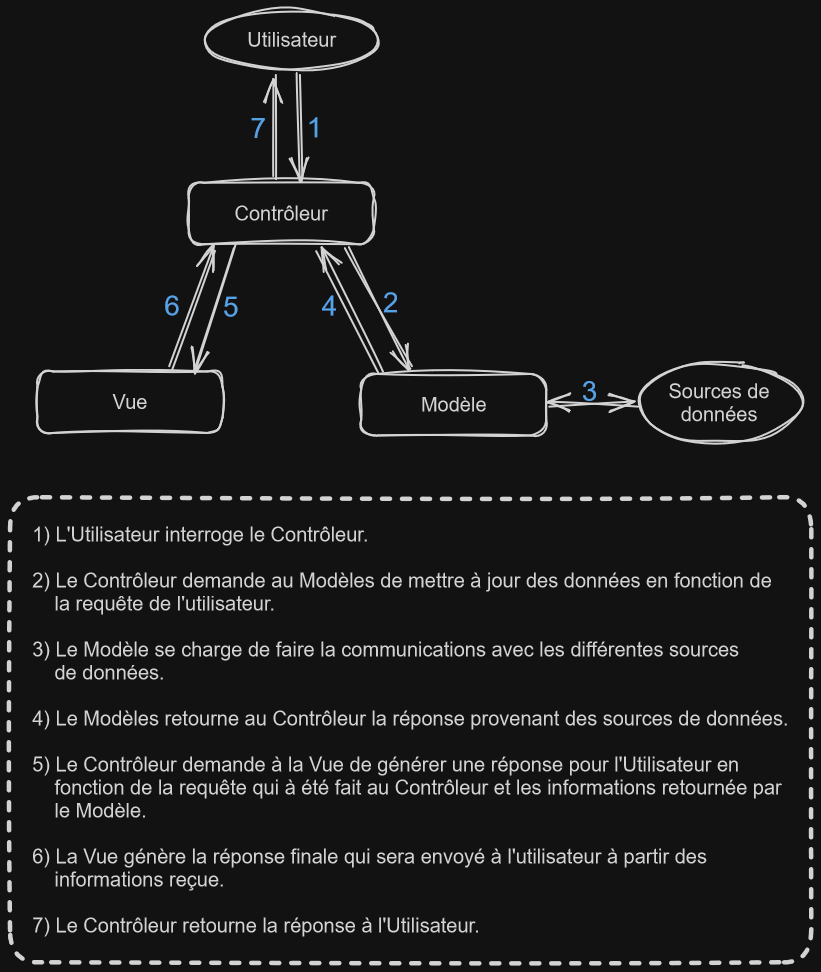 Utilisateur
7
1
Contrôleur
6
5
4
2
Vue
Modèle
3
Sources de
données
1) L'Utilisateur interroge le Contrôleur.
2) Le Contrôleur demande au Modèles de mettre à jour des données en fonction de
la requête de l'utilisateur.
3) Le Modèle se charge de faire la communications avec les différentes sources
de données.
4) Le Modèles retourne au Contrôleur la réponse provenant des sources de données.
5) Le Contrôleur demande à la Vue de générer une réponse pour l'Utilisateur en
fonction de la requête qui à été fait au Contrôleur et les informations retournée par
le Modèle.
6) La Vue génère la réponse finale qui sera envoyé à l'utilisateur à partir des
informations reçue.
7) Le Contrôleur retourne la réponse à l'Utilisateur.